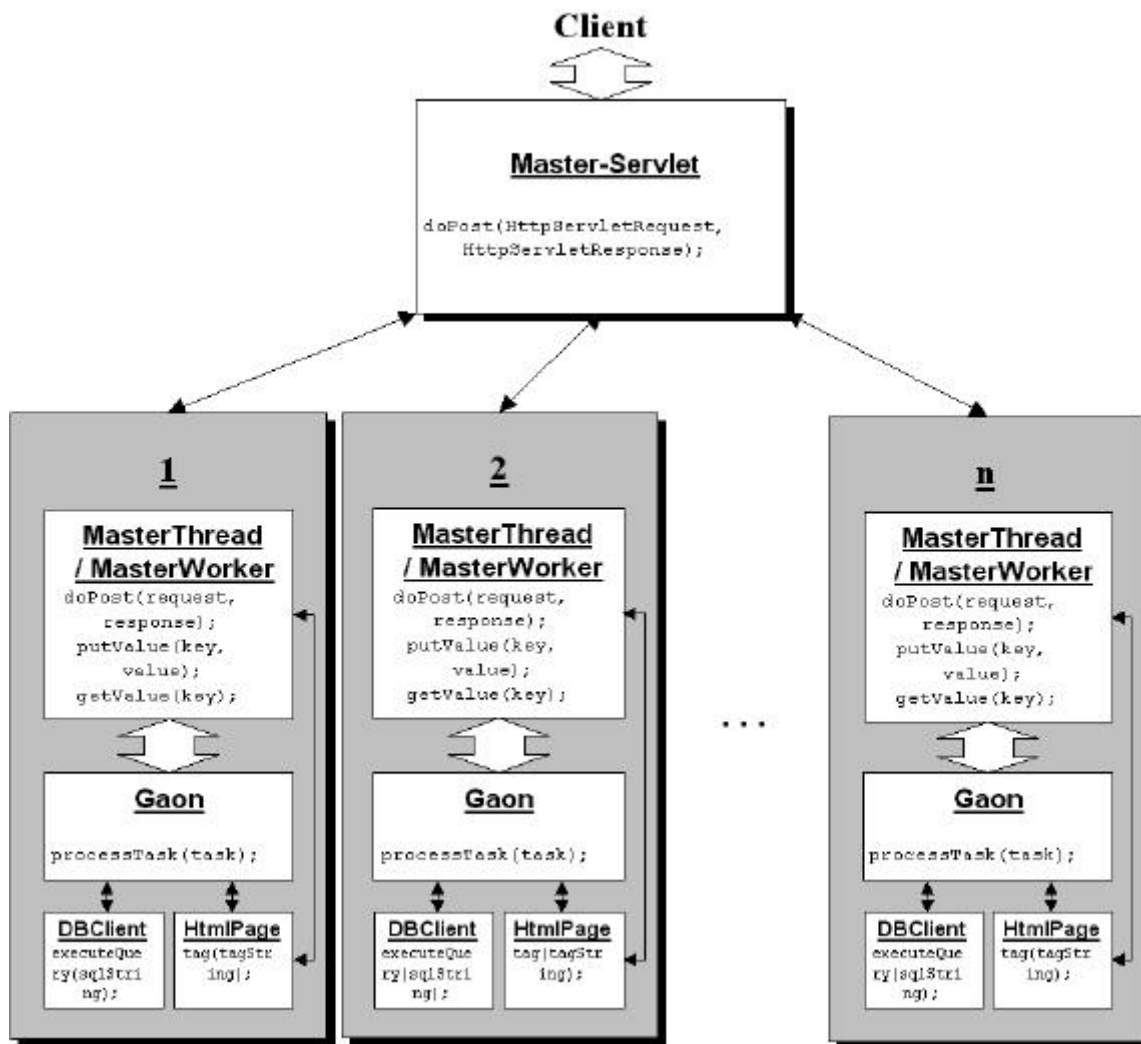 Client
Master-Servlet
doPost(HttpServletRequest,
HttpServletResponse);
1
MasterThread
/ MasterWorker
doPost(request,
response);
putValue(key,
value);
getValue(key);
Gaon
processTask(task);
DBClient
executeQue
ry(sqlStri
ng);
HtmlPage
tag(tagStr
ing);
2
MasterThread
/ MasterWorker
doPost(request,
response);
putValue(key,
value);
getValue(key);
Gaon
processTask(task);
DBClient
executeQue
ry(sqlStri
ng);
HtmlPage
tag(tagStr
ing);
...
n
MasterThread
/ MasterWorker
doPost(request,
response);
putValue(key,
value);
getValue(key);
Gaon
processTask(task);
DBClient
executeQue
ry(sqlStri
ng);
HtmlPage
tag(tagStr
ing);